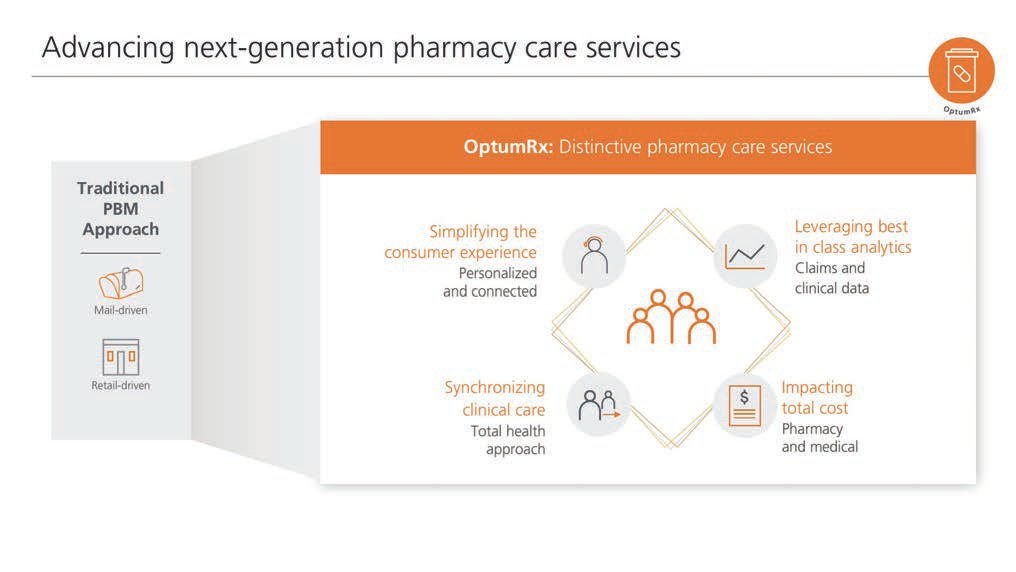 Advancing next-generation pharmacy care services
OptumRx
Traditional
PBM
Approach
Mail-driven
Retail-driven
OptumRx: Distinctive pharmacy care services
Simplifying the
consumer experience
Personalized
and connected
Leveraging best
in class analytics
Claims and
clinical data
Synchronizing
clinical care
Total health
approach
$
Impacting
total cost
Pharmacy
and medical